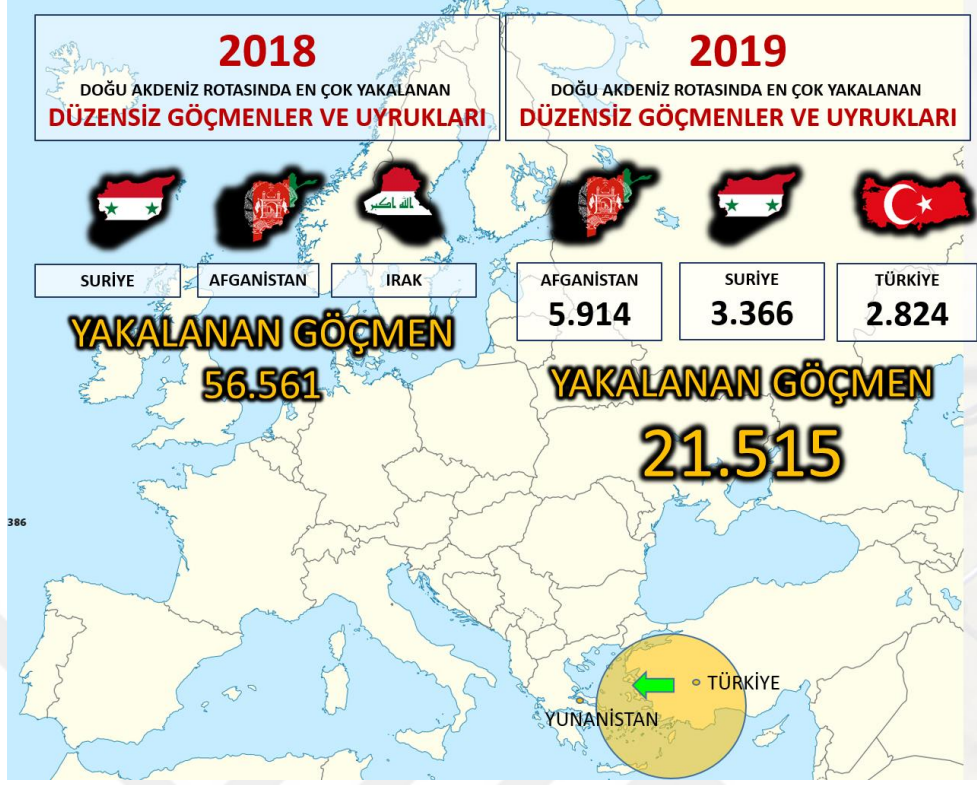 2018
DOĞU AKDENİZ ROTASINDA EN ÇOK YAKALANAN
DÜZENSİZ GÖÇMENLER VE UYRUKLARI
SURİYE
AFGANİSTAN
IRAK
YAKALANAN GÖÇMEN
56.561
2019
DOĞU AKDENİZ ROTASINDA EN ÇOK YAKALANAN
DÜZENSİZ GÖÇMENLER VE UYRUKLARI
AFGANİSTAN
5.914
SURİYE
3.366
TÜRKİYE
2.824
YAKALANAN GÖÇMEN
21.515
386
TÜRKİYE
YUNANİSTAN
الله اكبر